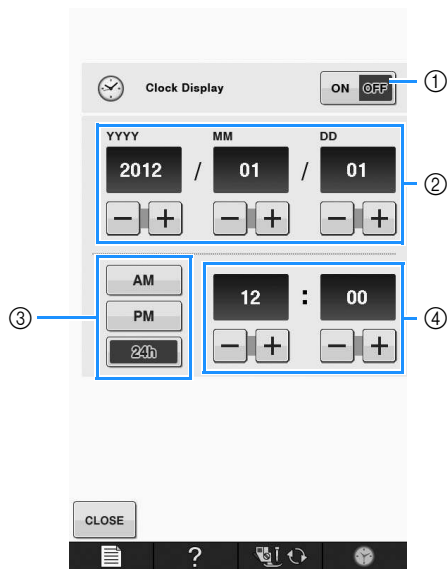 Clock Display ON OFF ①
YYYY MM DD
2012 / 01 / 01 ②
− + − + − +
AM
PM
24h
③
12 : 00
④
− + − +
CLOSE
?